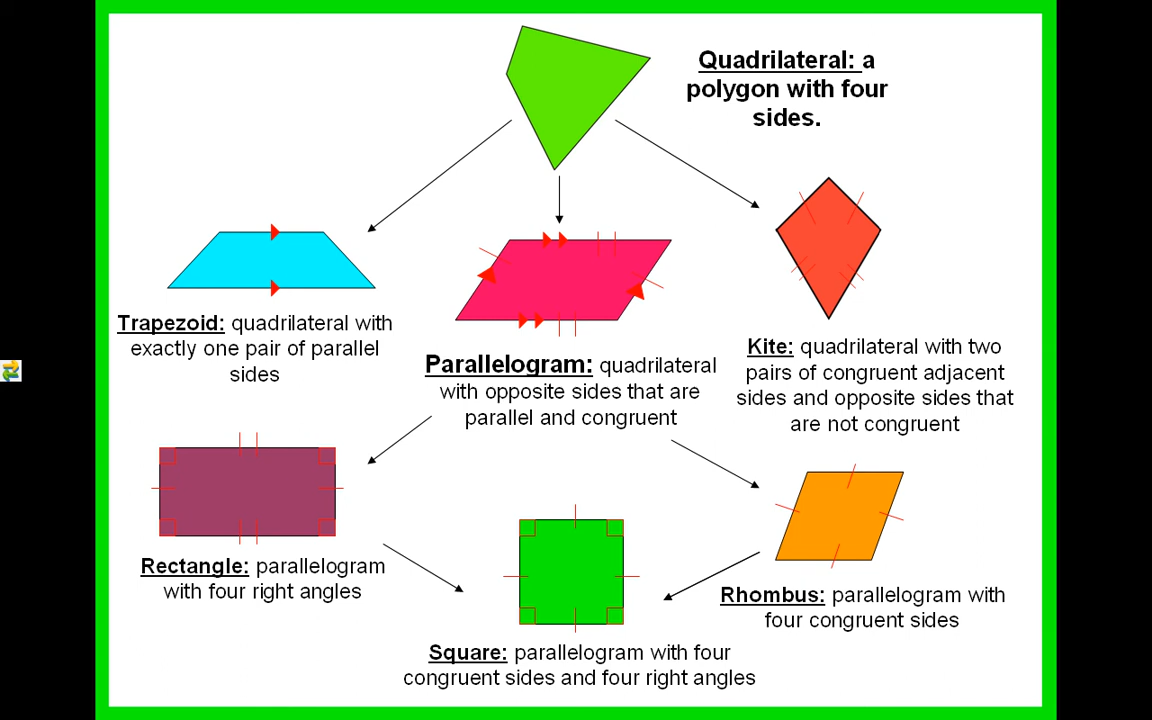 Quadrilateral: a
polygon with four
sides.
Trapezoid: quadrilateral with
exactly one pair of parallel
sides
Parallelogram: quadrilateral
with opposite sides that are
parallel and congruent
Kite: quadrilateral with two
pairs of congruent adjacent
sides and opposite sides that
are not congruent
Rectangle: parallelogram
with four right angles
Rhombus: parallelogram with
four congruent sides
Square: parallelogram with four
congruent sides and four right angles